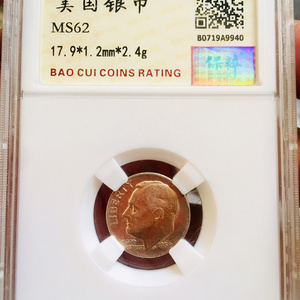 美国银币
MS62
17.9*1.2mm*2.4g
BAO CUI COINS RATING
B0719A9940
LIBERTY